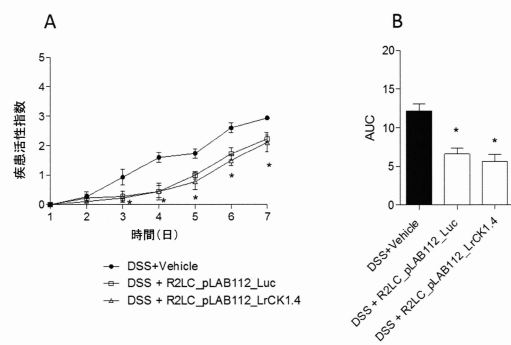 A
疾患活性指数
5
4
3
2
1
0
* * * * *
1 2 3 4 5 6 7
時間(日)
DSS+Vehicle
DSS + R2LC_pLAB112_Luc
DSS + R2LC_pLAB112_LrCK1.4
B
AUC
20
15
10
5
0
* *
DSS+Vehicle
DSS + R2LC_pLAB112_Luc
DSS + R2LC_pLAB112_LrCK1.4